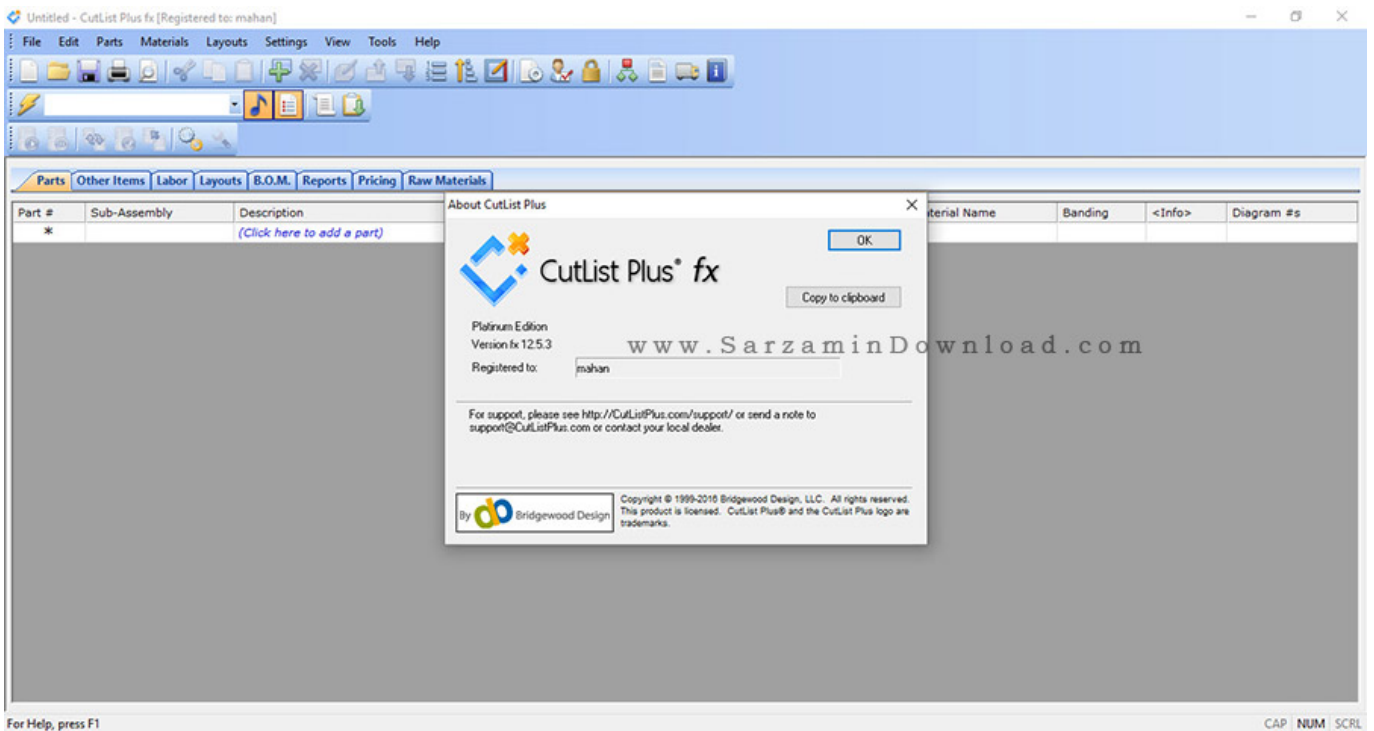 Untitled - CutList Plus fx [Registered to: mahan]
File Edit Parts Materials Layouts Settings View Tools Help
Parts Other Items Labor Layouts B.O.M. Reports Pricing Raw Materials
Part # Sub-Assembly Description
aterial Name Banding <Info> Diagram #s
* (Click here to add a part)
About CutList Plus
OK
CutList Plus® fx
Copy to clipboard
Platinum Edition
Version fx 12.5.3
www.SarzaminDownload.com
Registered to: mahan
For support, please see http://CutListPlus.com/support/ or send a note to
support@CutListPlus.com or contact your local dealer.
By Bridgewood Design
Copyright © 1999-2016 Bridgewood Design, LLC. All rights reserved.
This product is licensed. CutList Plus® and the CutList Plus logo are
trademarks.
For Help, press F1
CAP NUM SCRL